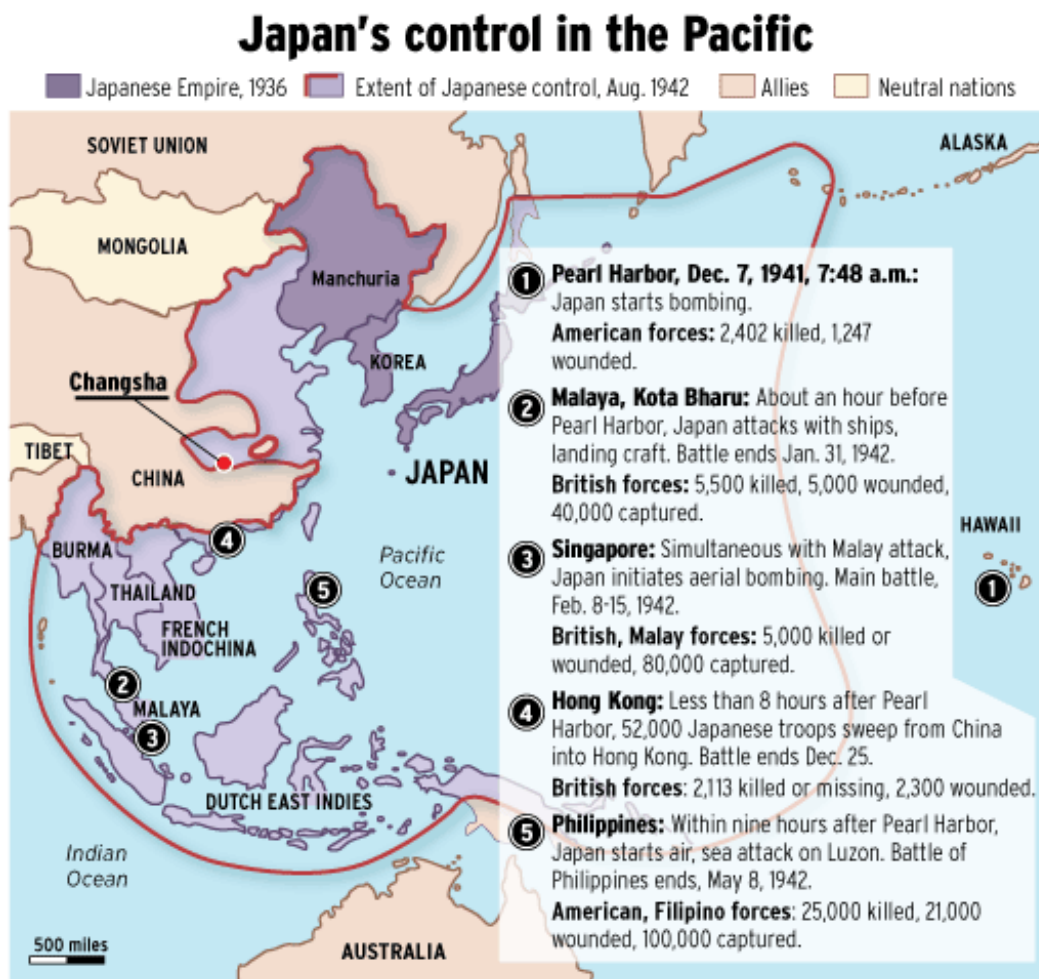 Japan's control in the Pacific
Japanese Empire, 1936
Extent of Japanese control, Aug. 1942
Allies
Neutral nations
SOVIET UNION
ALASKA
MONGOLIA
Manchuria
KOREA
Changsha
TIBET
CHINA
JAPAN
BURMA
4
Pacific
Ocean
5
THAILAND
FRENCH
INDOCHINA
2
MALAYA
3
DUTCH EAST INDIES
Indian
Ocean
500 miles
AUSTRALIA
HAWAII
1
1 Pearl Harbor, Dec. 7, 1941, 7:48 a.m.:
Japan starts bombing.
American forces: 2,402 killed, 1,247
wounded.
2 Malaya, Kota Bharu: About an hour before
Pearl Harbor, Japan attacks with ships,
landing craft. Battle ends Jan. 31, 1942.
British forces: 5,500 killed, 5,000 wounded,
40,000 captured.
3 Singapore: Simultaneous with Malay attack,
Japan initiates aerial bombing. Main battle,
Feb. 8-15, 1942.
British, Malay forces: 5,000 killed or
wounded, 80,000 captured.
4 Hong Kong: Less than 8 hours after Pearl
Harbor, 52,000 Japanese troops sweep from China
into Hong Kong. Battle ends Dec. 25.
British forces: 2,113 killed or missing, 2,300 wounded.
5 Philippines: Within nine hours after Pearl Harbor,
Japan starts air, sea attack on Luzon. Battle of
Philippines ends, May 8, 1942.
American, Filipino forces: 25,000 killed, 21,000
wounded, 100,000 captured.